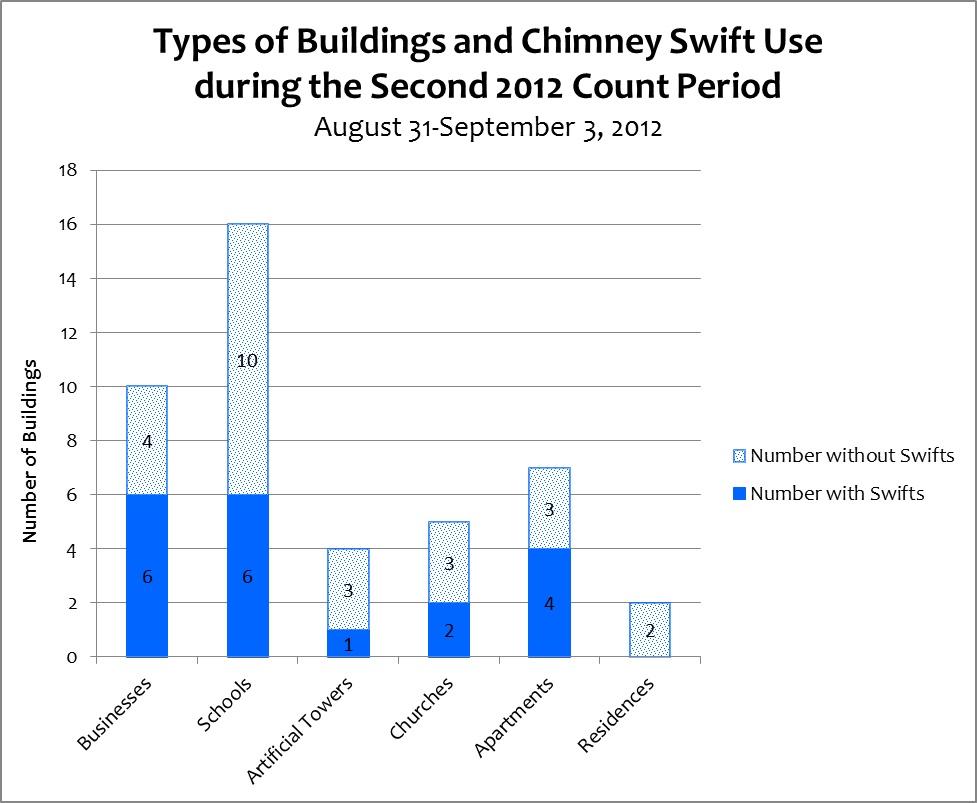 Types of Buildings and Chimney Swift Use
during the Second 2012 Count Period
August 31-September 3, 2012
Number of Buildings
18
16
14
12
10
8
6
4
2
0
4
6
10
6
3
1
3
2
3
4
2
Businesses
Schools
Artificial Towers
Churches
Apartments
Residences
Number without Swifts
Number with Swifts